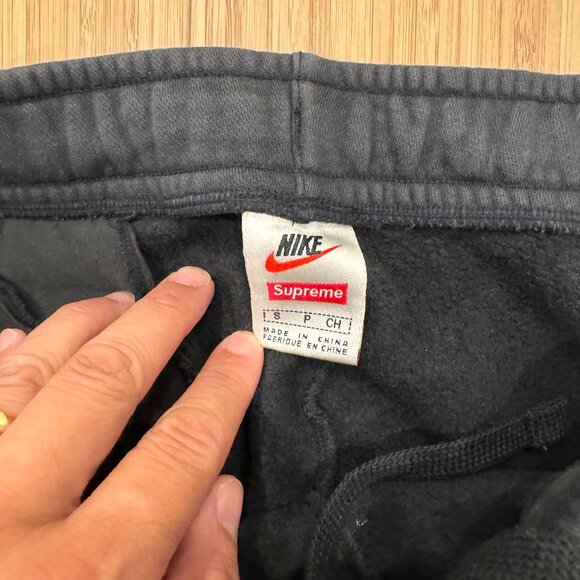 NIKE
Supreme
S P CH
MADE IN CHINA
FABRIQUE EN CHINE